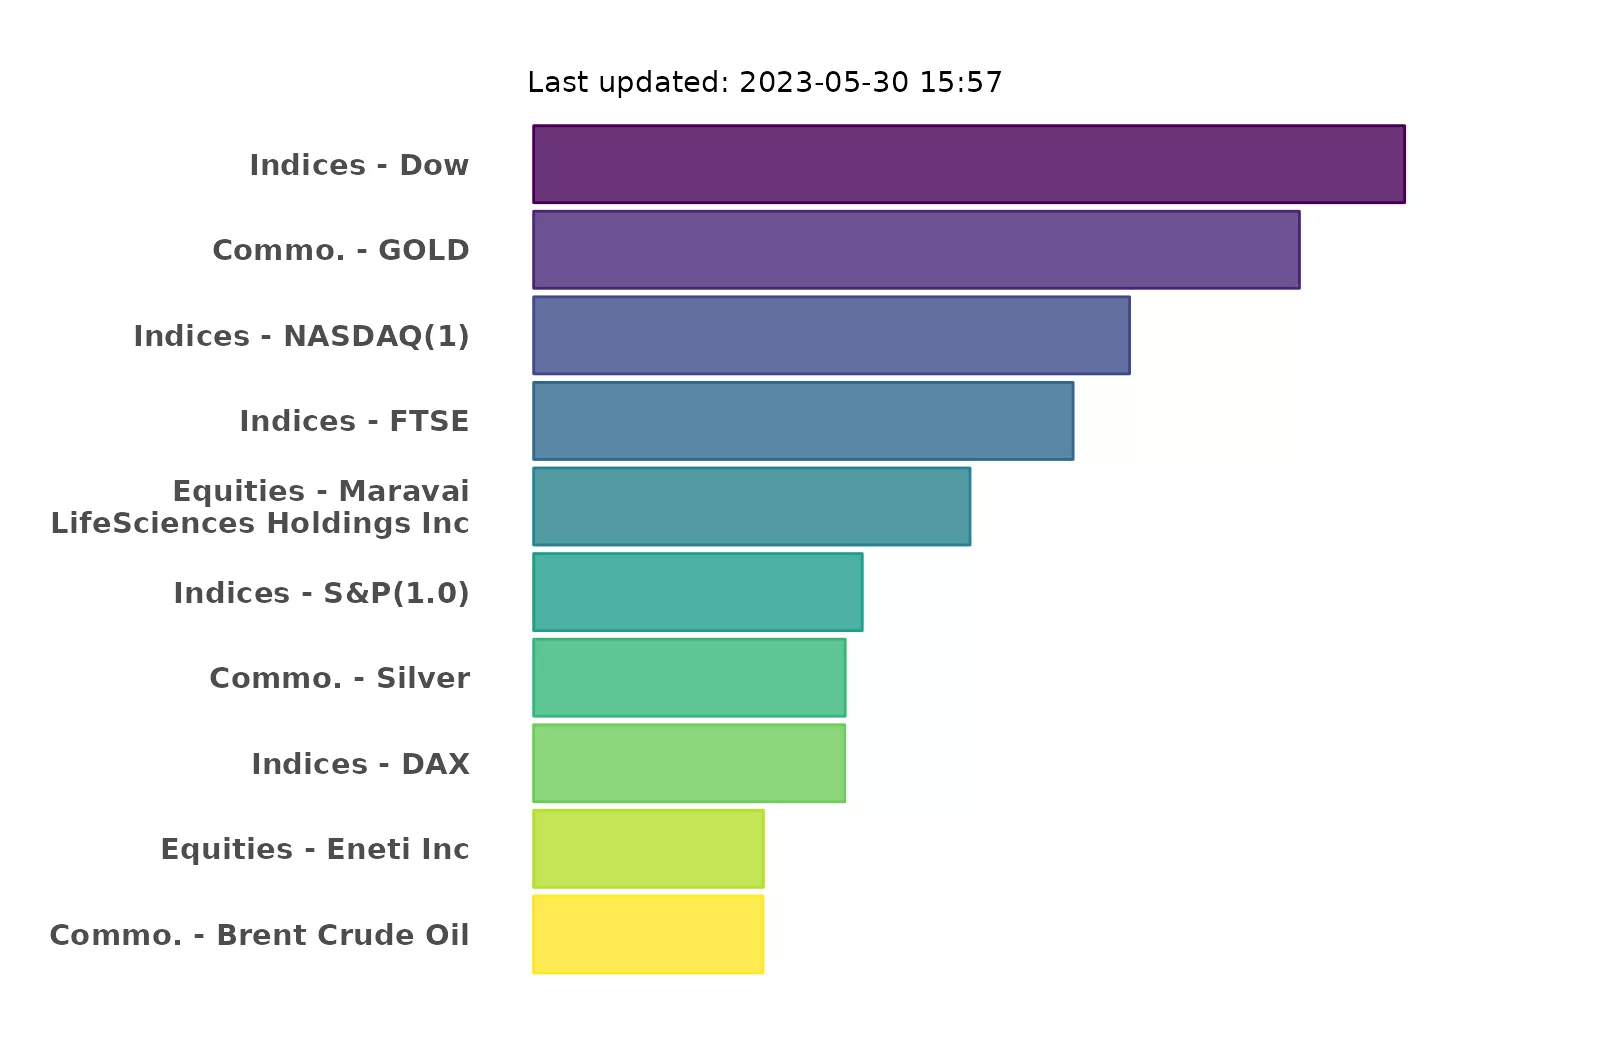 Last updated: 2023-05-30 15:57
Indices - Dow
Commo. - GOLD
Indices - NASDAQ(1)
Indices - FTSE
Equities - Maravai
LifeSciences Holdings Inc
Indices - S&P(1.0)
Commo. - Silver
Indices - DAX
Equities - Eneti Inc
Commo. - Brent Crude Oil